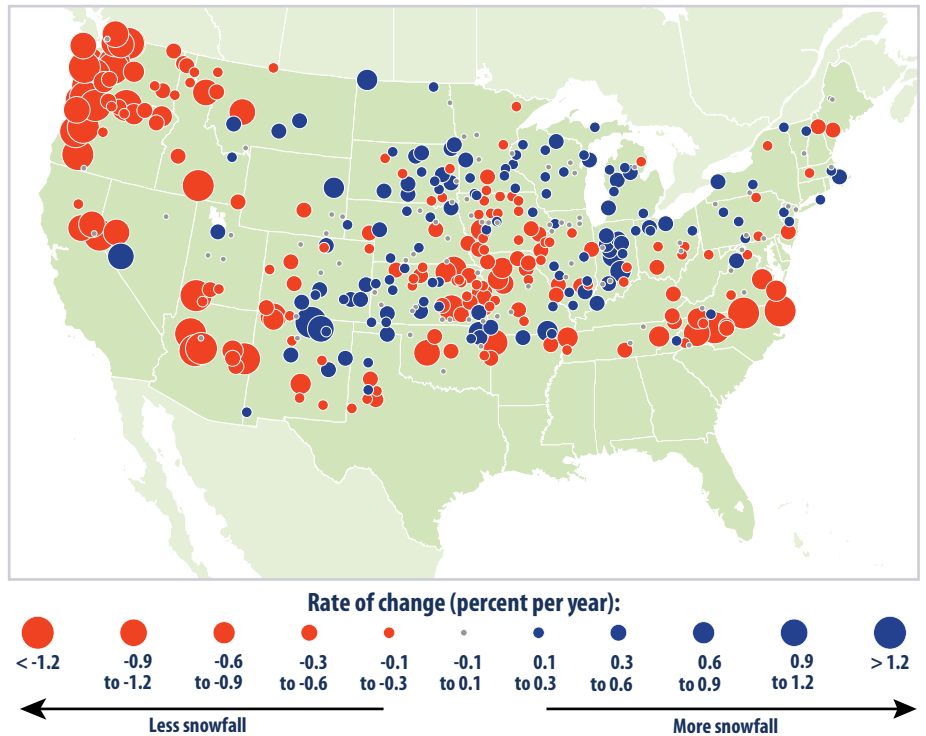 Rate of change (percent per year):
< -1.2 -0.9 -0.6 -0.3 -0.1 -0.1 0.1 0.3 0.6 0.9 > 1.2
to -1.2 to -0.9 to -0.6 to -0.3 to 0.1 to 0.3 to 0.6 to 0.9 to 1.2
Less snowfall More snowfall